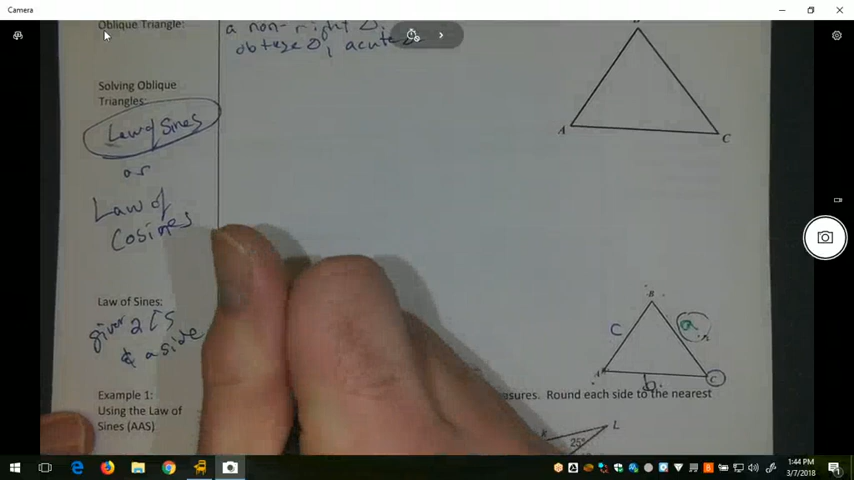 Camera
Oblique Triangle:
a non-right △.
obtuse △, acute
B
A
C
Solving Oblique
Triangles:
Law of Sines
or
Law of
Cosines
Law of Sines:
given 2 ∠s
& a side
B
C
a
A
b
C
Example 1:
Using the Law of
Sines (AAS)
asures. Round each side to the nearest
K
L
25°
1:44 PM
3/7/2018